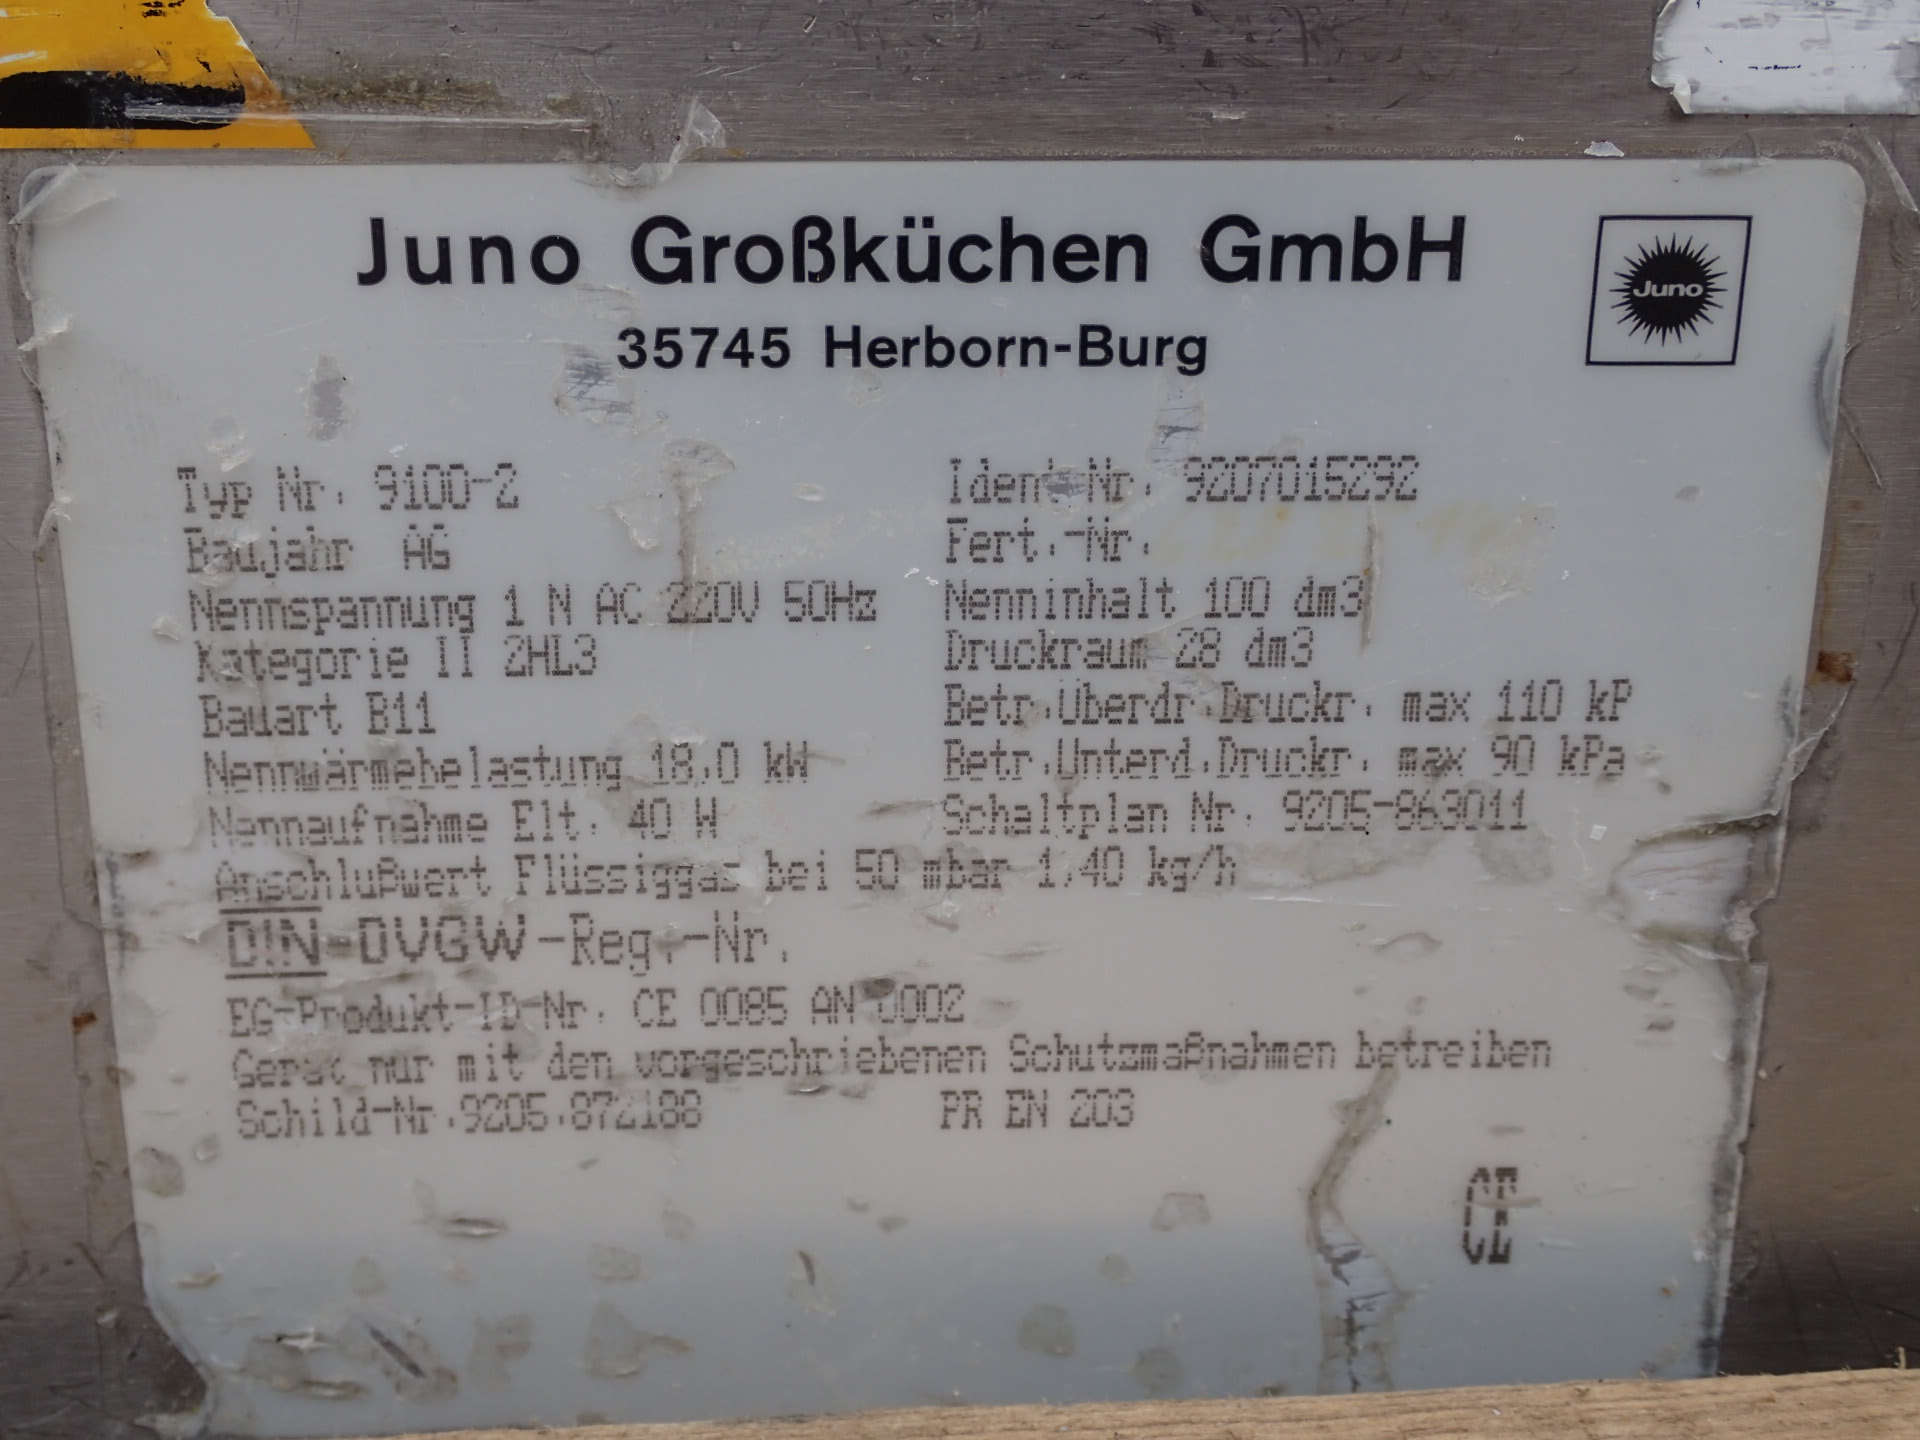 Juno Großküchen GmbH
Juno
35745 Herborn-Burg
Typ Nr. 9100-2
Ident-Nr. 9207015292
Baujahr AG
Fert.-Nr.
Nennspannung 1 N AC 220V 50Hz
Nenninhalt 100 dm3
Kategorie II 2HL3
Druckraum 28 dm3
Bauart B11
Betr.Überdr.Druckr. max 110 kP
Nennwärmebelastung 18,0 kW
Betr.Unterd.Druckr. max 90 kPa
Nennaufnahme Elt. 40 W
Schaltplan Nr. 9205-863011
Anschlußwert Flüssiggas bei 50 mbar 1,40 kg/h
DIN-DVGW-Reg.-Nr.
EG-Produkt-ID-Nr. CE 0085 AN 0002
Gerät nur mit den vorgeschriebenen Schutzmaßnahmen betreiben
Schild-Nr.9205.872188
PR EN 203
CE